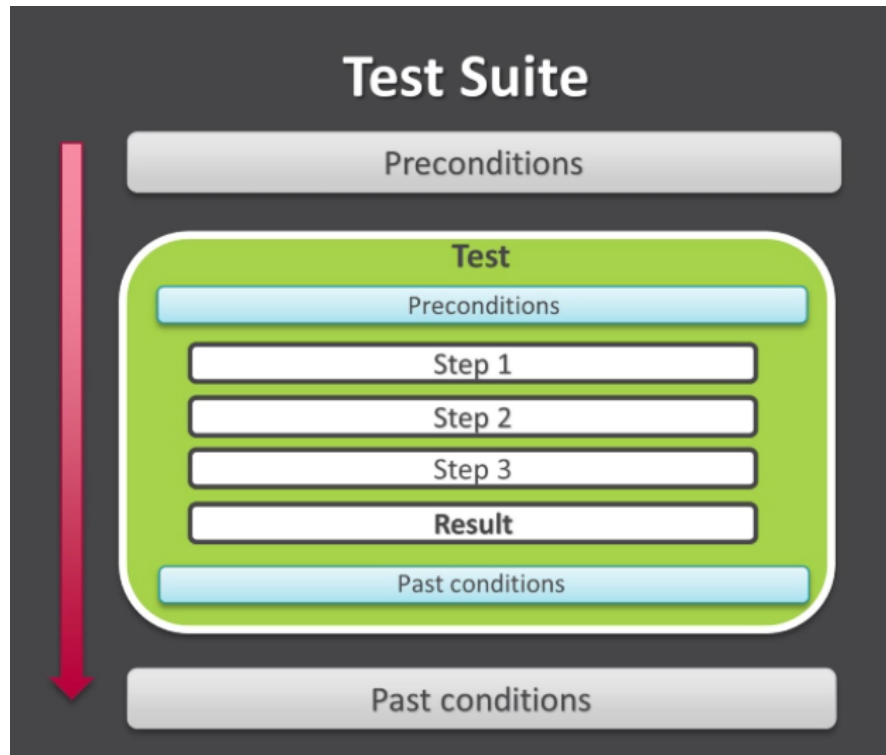 Test Suite
Preconditions
Test
Preconditions
Step 1
Step 2
Step 3
Result
Past conditions
Past conditions